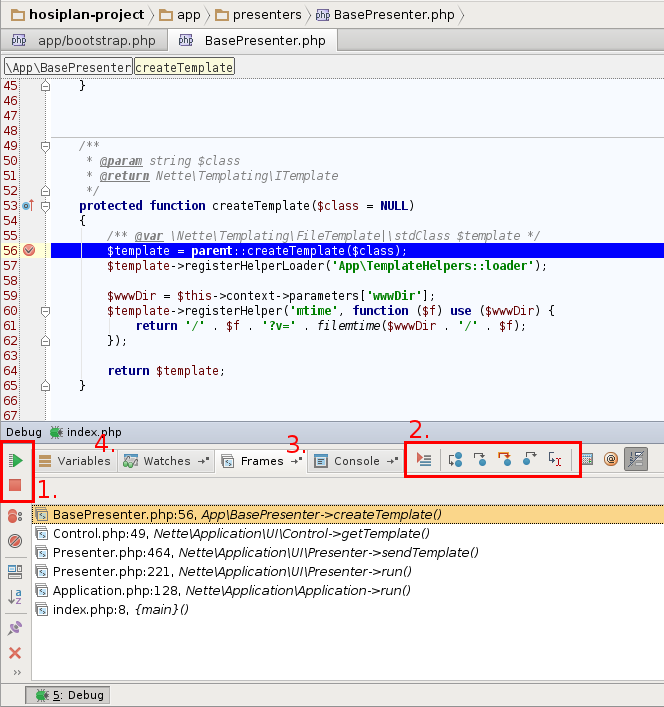 hosiplan-project app presenters BasePresenter.php
app/bootstrap.php BasePresenter.php
\App\BasePresenter createTemplate
45 }
46
47
48
49 /**
50 * @param string $class
51 * @return Nette\Templating\ITemplate
52 */
53 protected function createTemplate($class = NULL)
54 {
55 /** @var \Nette\Templating\FileTemplate|\stdClass $template */
56 $template = parent::createTemplate($class);
57 $template->registerHelperLoader('App\TemplateHelpers::loader');
58
59 $wwwDir = $this->context->parameters['wwwDir'];
60 $template->registerHelper('mtime', function ($f) use ($wwwDir) {
61 return '/' . $f . '?v=' . filemtime($wwwDir . '/' . $f);
62 });
63
64 return $template;
65 }
66
67
Debug index.php
4. 3. 2.
Variables Watches Frames Console
1.
BasePresenter.php:56, App\BasePresenter->createTemplate()
Control.php:49, Nette\Application\UI\Control->getTemplate()
Presenter.php:464, Nette\Application\UI\Presenter->sendTemplate()
Presenter.php:221, Nette\Application\UI\Presenter->run()
Application.php:128, Nette\Application\Application->run()
index.php:8, {main}()
5: Debug